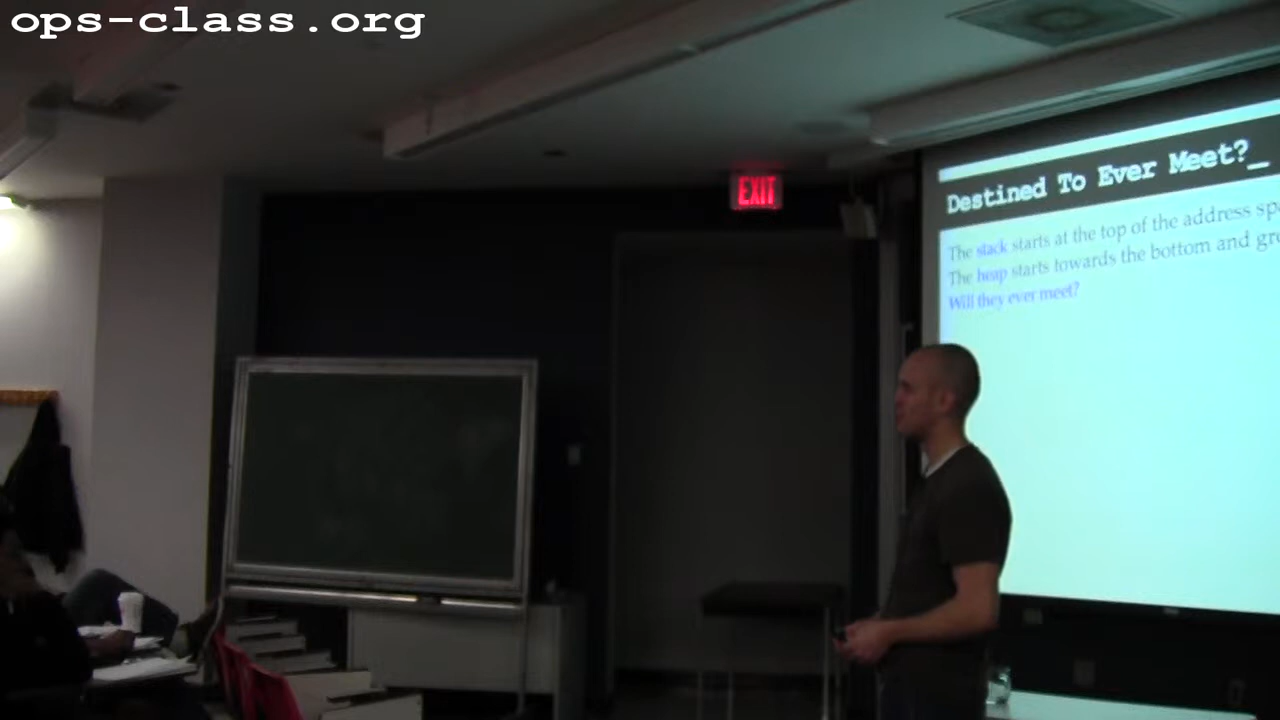 ops-class.org
EXIT
Destined To Ever Meet?_
The stack starts at the top of the address
The heap starts towards the bottom and
Will they ever meet?